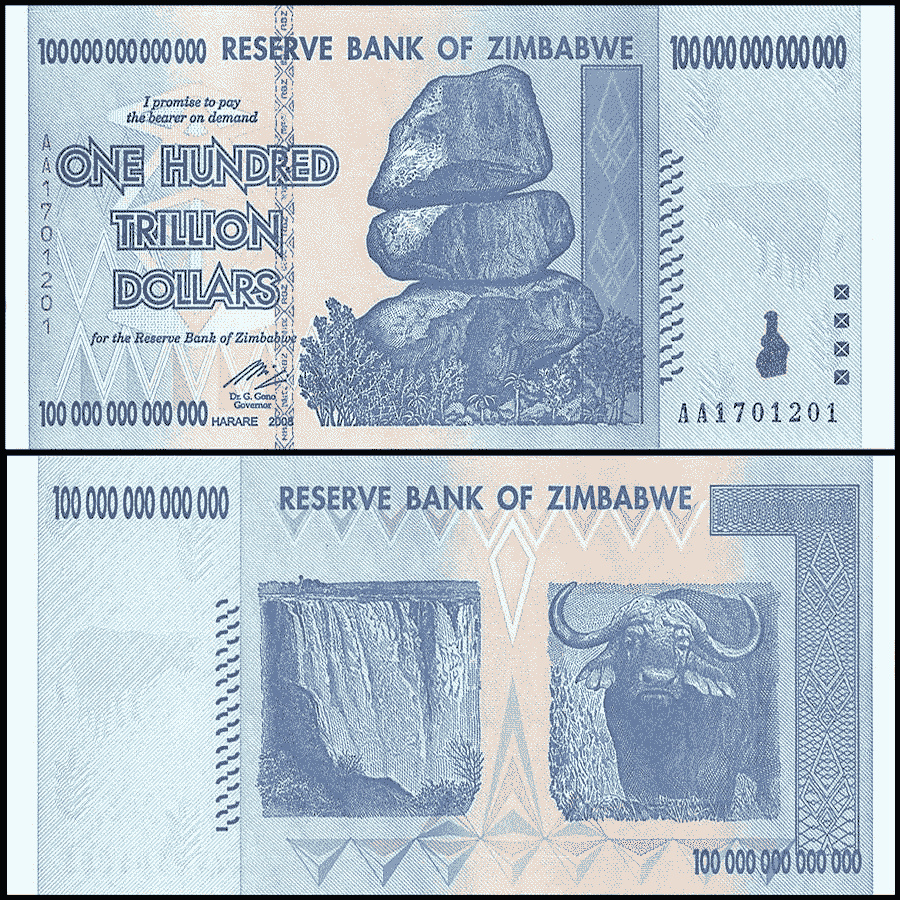 100 000 000 000 000 RESERVE BANK OF ZIMBABWE 100 000 000 000 000
I promise to pay
the bearer on demand
AA1701201
ONE HUNDRED
TRILLION
DOLLARS
for the Reserve Bank of Zimbabwe
Dr. G. Gono
Governor
100 000 000 000 000 HARARE 2008
AA1701201
100 000 000 000 000 RESERVE BANK OF ZIMBABWE
100 000 000 000 000